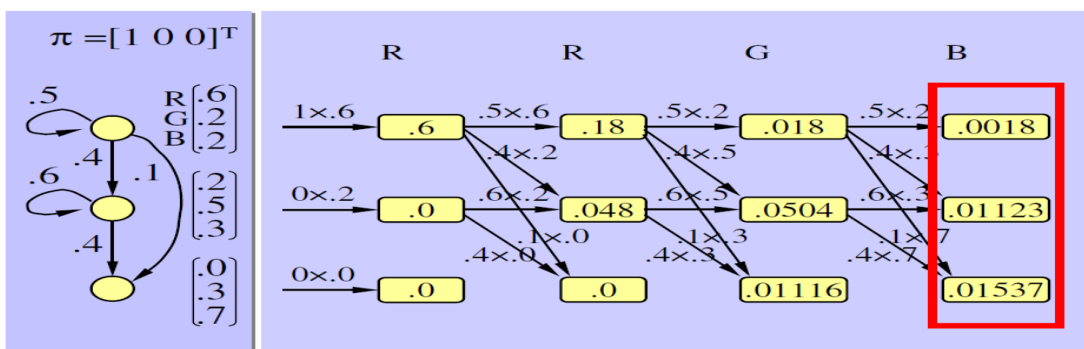 π =[1 0 0]ᵀ
.5
R .6
G .2
B .2
.4
.1
.6
.2
.5
.3
.4
.0
.3
.7
R R G B
1×.6 .6 .5×.6 .18 .5×.2 .018 .5×.2 .0018
.4×.2 .4×.5 .4×.3
0×.2 .0 .6×.2 .048 .6×.5 .0504 .6×.3 .01123
.1×.0 .1×.3 .1×.7
.4×.0 .4×.3 .4×.7
0×.0 .0 .0 .01116 .01537